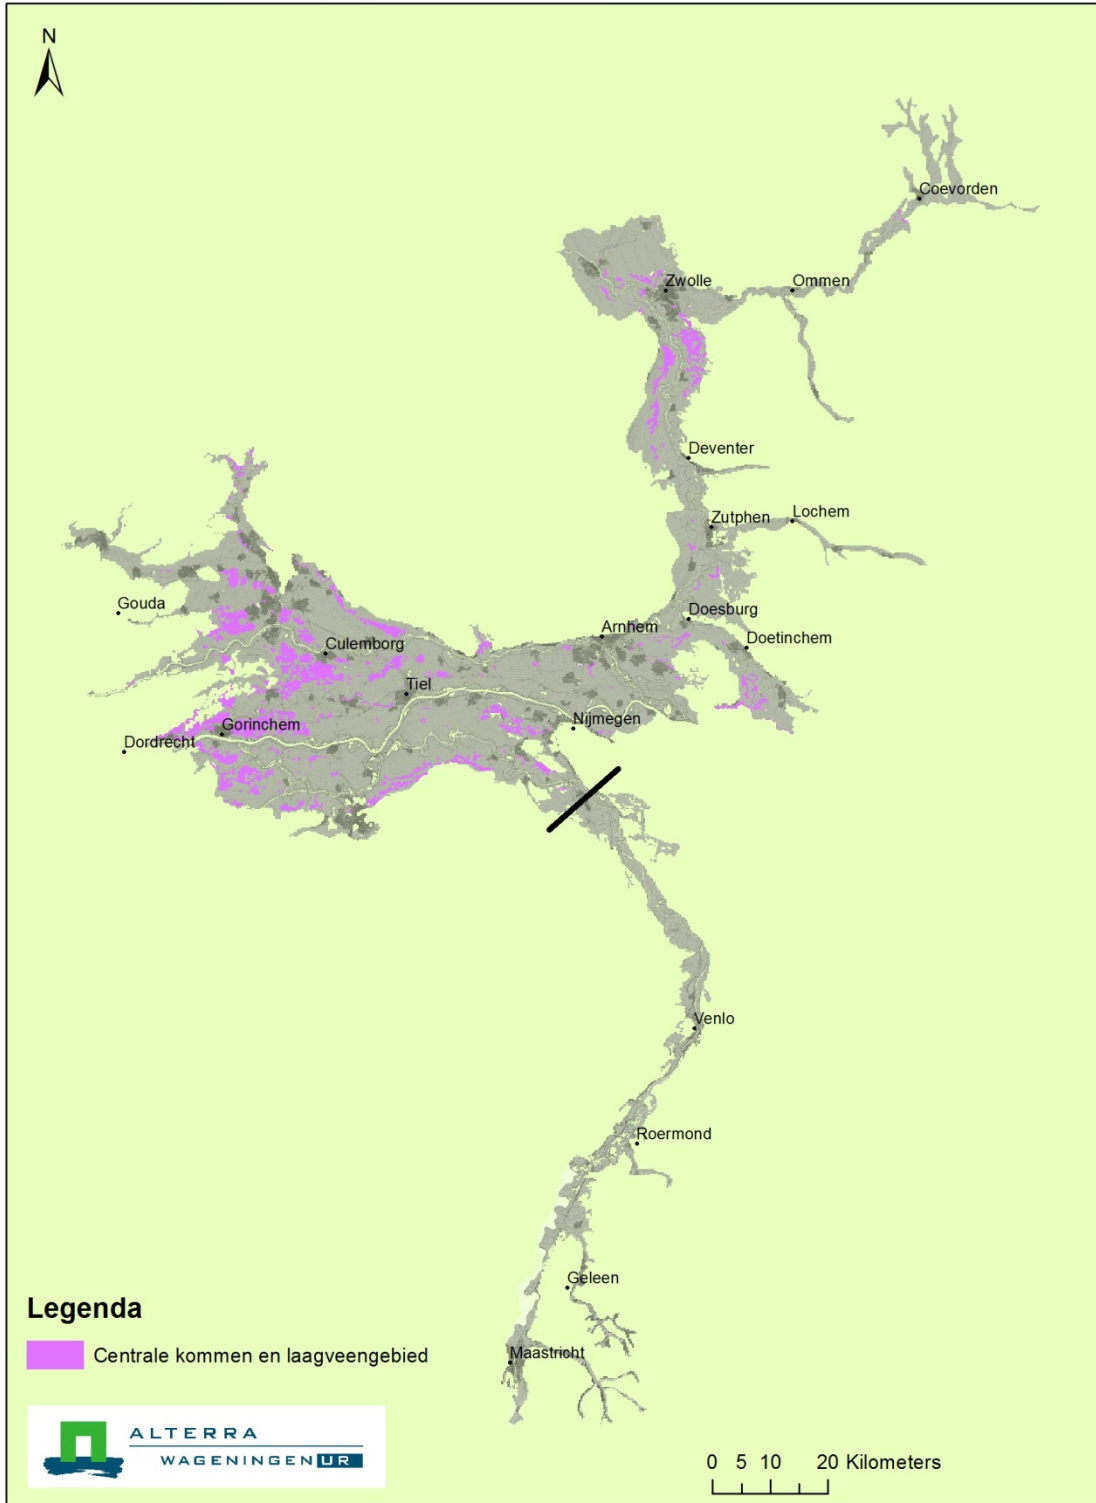 N
Coevorden
Zwolle
Ommen
Deventer
Zutphen
Lochem
Gouda
Doesburg
Arnhem
Doetinchem
Culemborg
Tiel
Gorinchem
Nijmegen
Dordrecht
Venlo
Roermond
Geleen
Legenda
Centrale kommen en laagveengebied
Maastricht
ALTERRA
WAGENINGEN UR
0 5 10 20 Kilometers